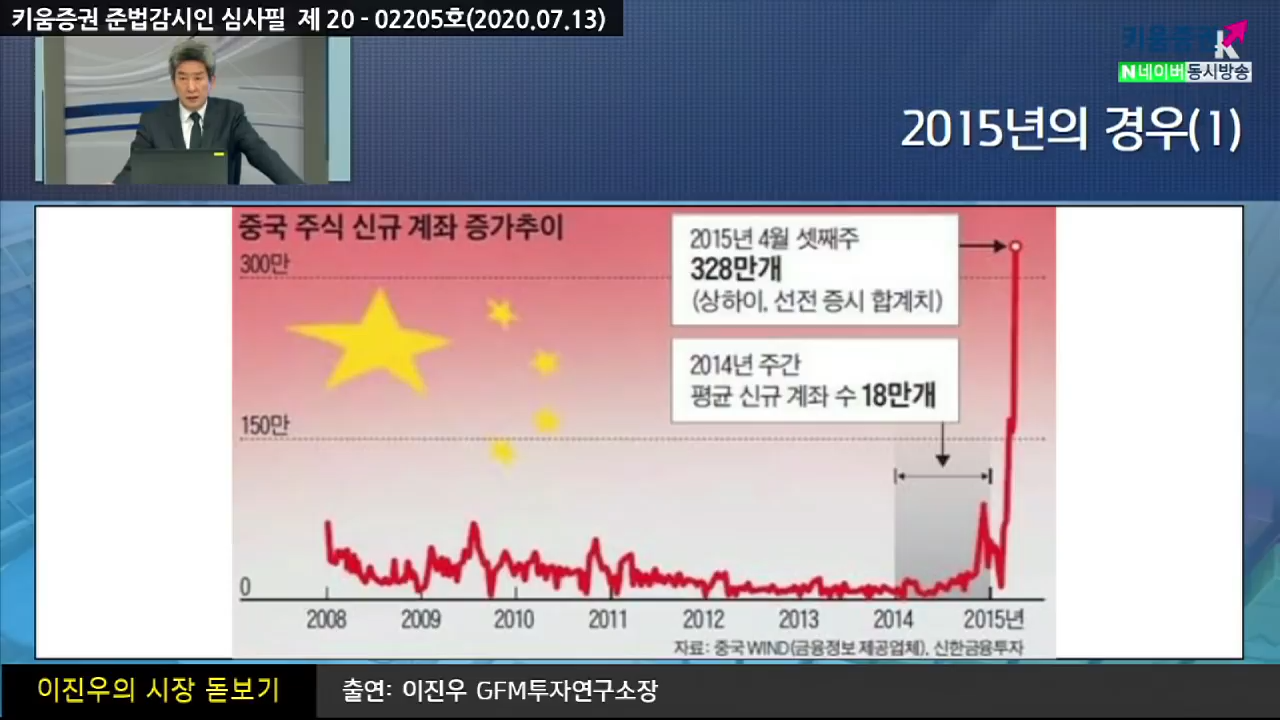 키움증권 준법감시인 심사필 제 20 - 02205호(2020.07.13)
키움증권
N 네이버 동시방송
2015년의 경우(1)
중국 주식 신규 계좌 증가추이
300만
2015년 4월 셋째주
328만개
(상하이, 선전 증시 합계치)
2014년 주간
평균 신규 계좌 수 18만개
150만
0
2008 2009 2010 2011 2012 2013 2014 2015년
자료: 중국 WIND(금융정보 제공업체), 신한금융투자
이진우의 시장 돋보기
출연: 이진우 GFM투자연구소장